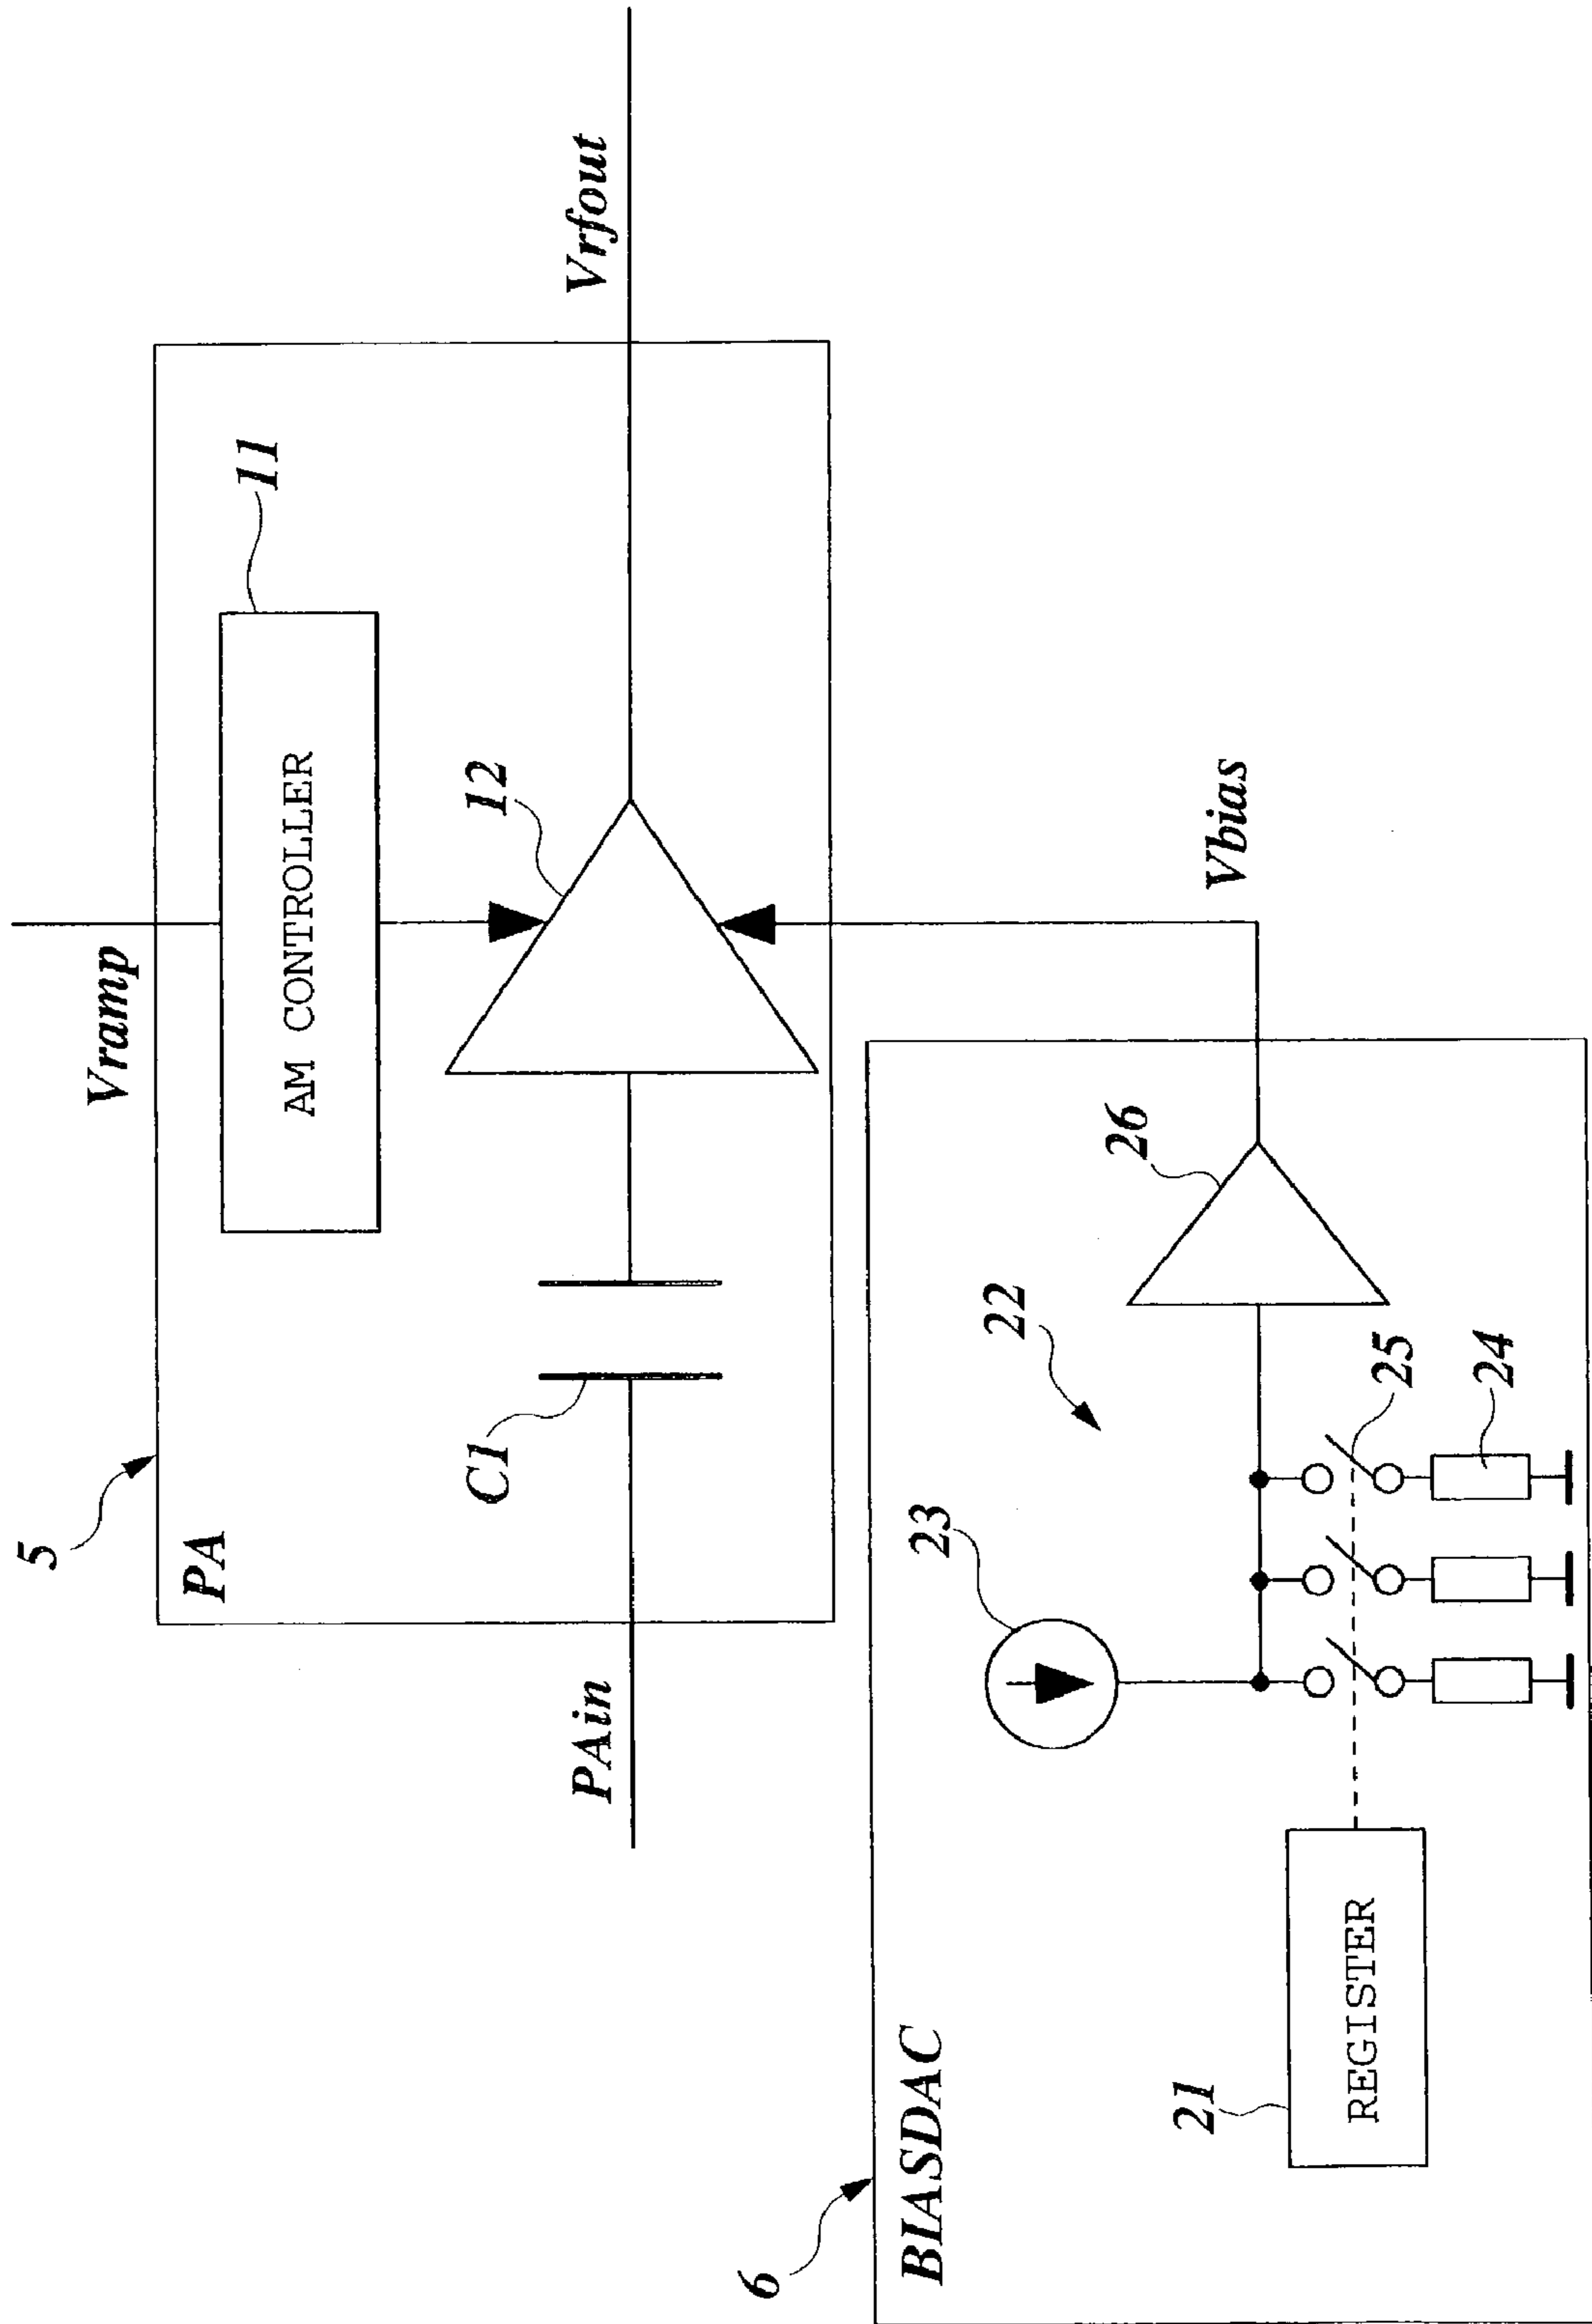 5
PA
Vramp
AM CONTROLLER
11
12
C1
PAin
Vrfout
Vbias
6
BIASDAC
22
23
26
25
24
21
REGISTER